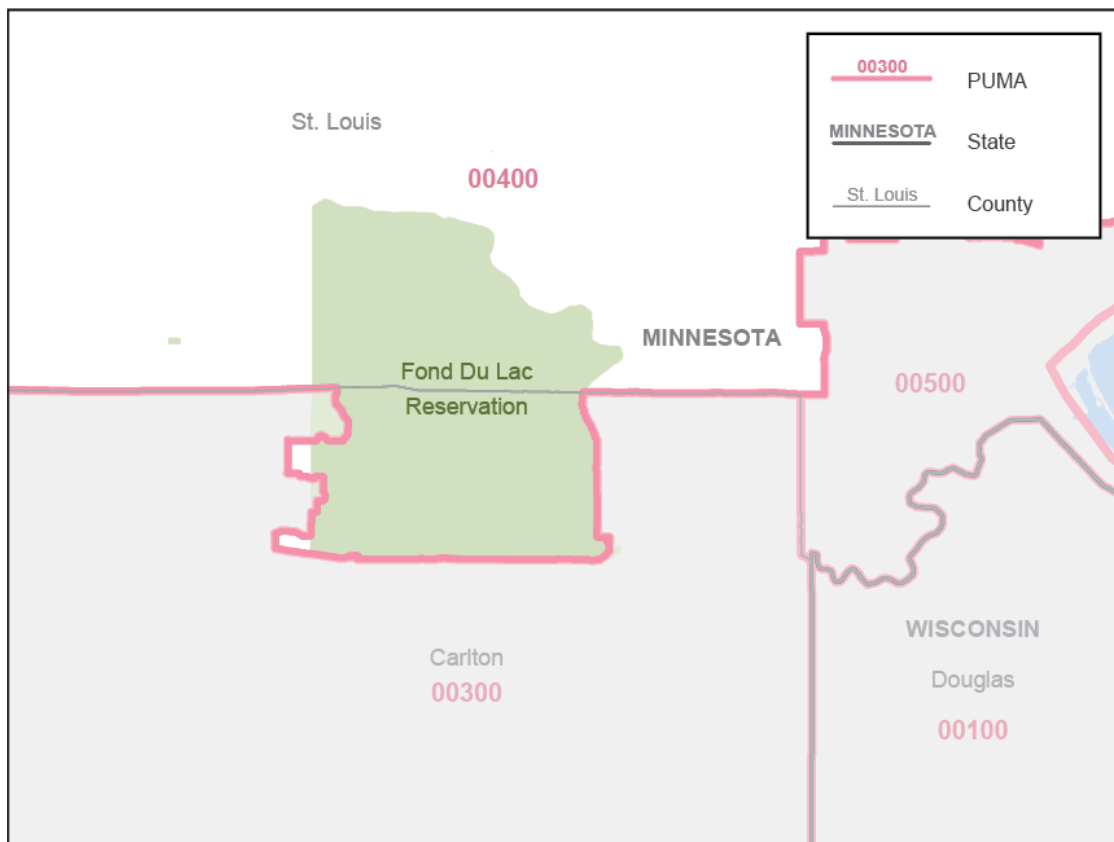 00300
PUMA
MINNESOTA
State
St. Louis
County
St. Louis
00400
MINNESOTA
Fond Du Lac
Reservation
00500
WISCONSIN
Carlton
Douglas
00300
00100